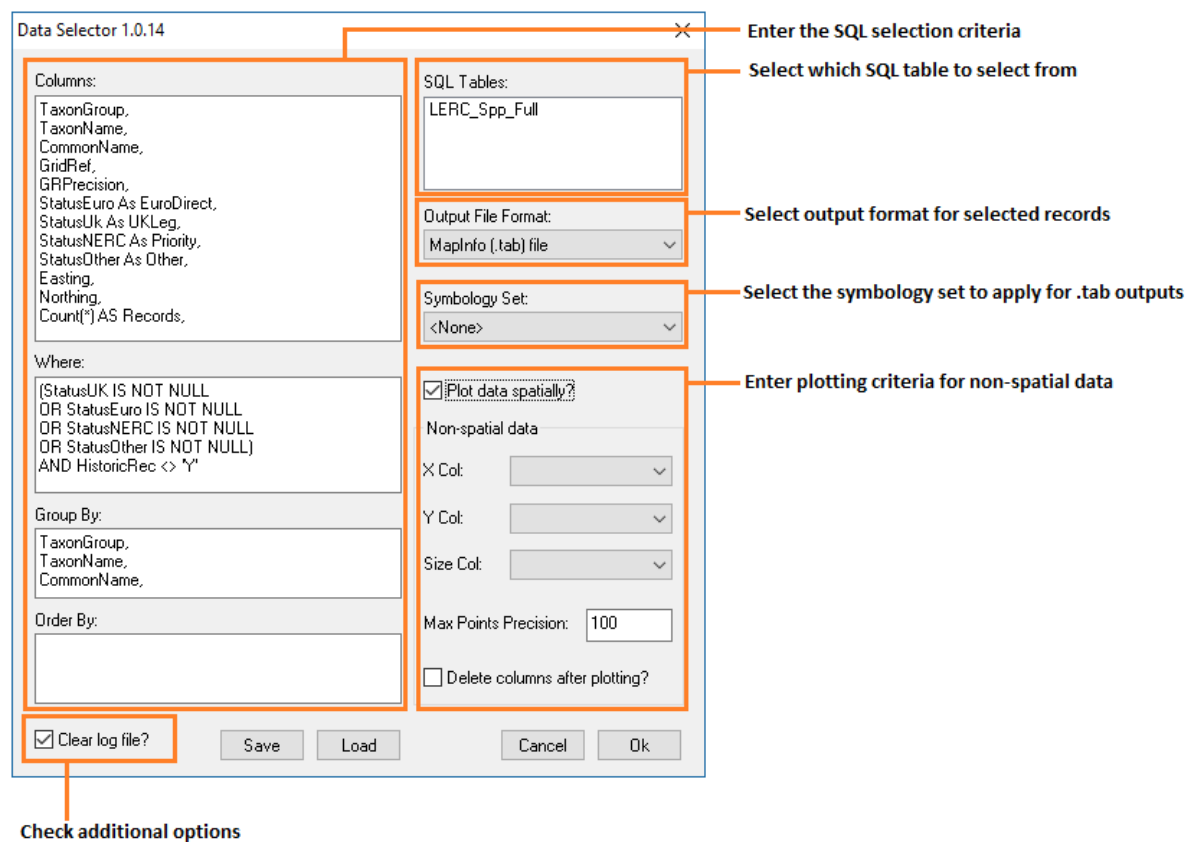 Data Selector 1.0.14
Enter the SQL selection criteria
Select which SQL table to select from
Columns:
TaxonGroup,
TaxonName,
CommonName,
GridRef,
GRPrecision,
StatusEuro As EuroDirect,
StatusUk As UKLeg,
StatusNERC As Priority,
StatusOther As Other,
Easting,
Northing,
Count(*) AS Records,
Where:
(StatusUK IS NOT NULL
OR StatusEuro IS NOT NULL
OR StatusNERC IS NOT NULL
OR StatusOther IS NOT NULL)
AND HistoricRec <> 'Y'
Group By:
TaxonGroup,
TaxonName,
CommonName,
Order By:
SQL Tables:
LERC_Spp_Full
Output File Format:
MapInfo (.tab) file
Select output format for selected records
Symbology Set:
<None>
Select the symbology set to apply for .tab outputs
Plot data spatially?
Enter plotting criteria for non-spatial data
Non-spatial data
X Col:
Y Col:
Size Col:
Max Points Precision: 100
Delete columns after plotting?
Clear log file?
Save
Load
Cancel
Ok
Check additional options